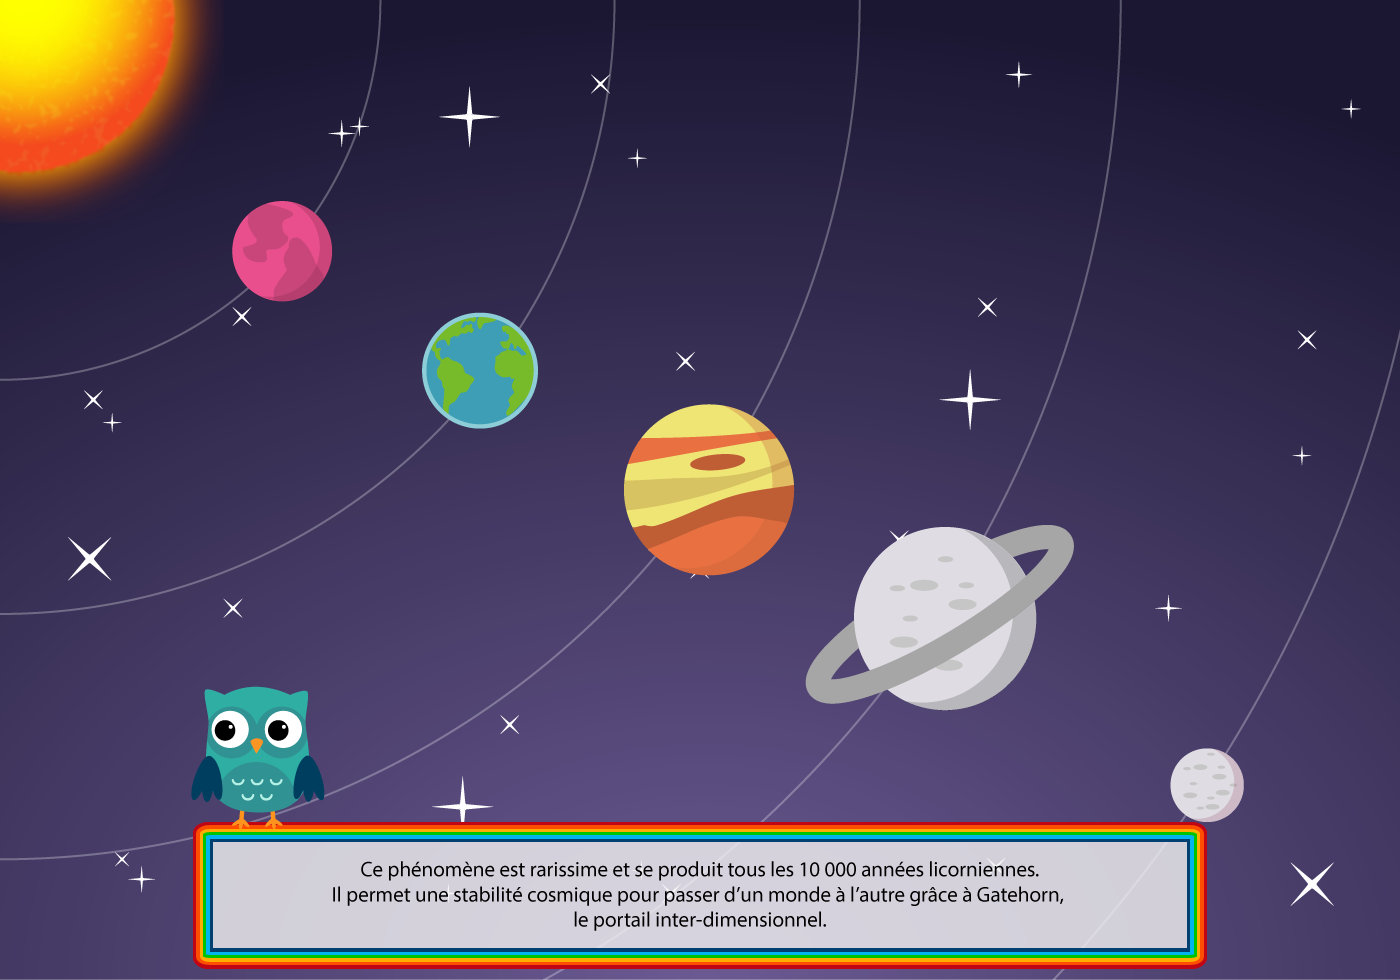 Ce phénomène est rarissime et se produit tous les 10 000 années licorniennes.
Il permet une stabilité cosmique pour passer d’un monde à l’autre grâce à Gatehorn,
le portail inter-dimensionnel.